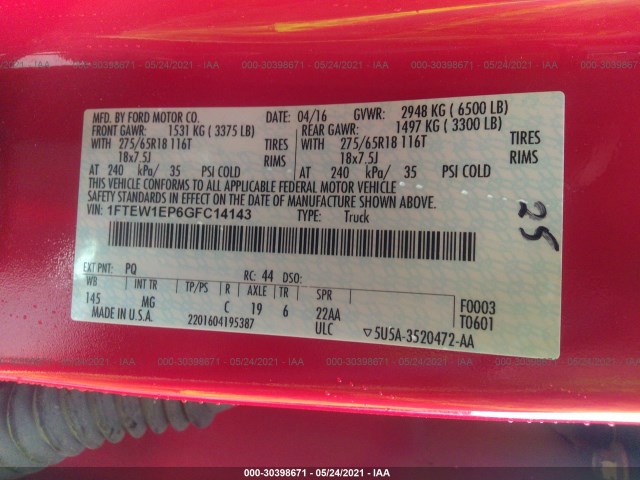 000-30398671 - 05/24/2021 - IAA
MFD. BY FORD MOTOR CO. DATE: 04/16 GVWR: 2948 KG ( 6500 LB)
FRONT GAWR: 1531 KG ( 3375 LB) REAR GAWR: 1497 KG ( 3300 LB)
WITH 275/65R18 116T TIRES WITH 275/65R18 116T TIRES
18x7.5J RIMS 18x7.5J RIMS
AT 240 kPa/ 35 PSI COLD AT 240 kPa/ 35 PSI COLD
THIS VEHICLE CONFORMS TO ALL APPLICABLE FEDERAL MOTOR VEHICLE
SAFETY STANDARDS IN EFFECT ON THE DATE OF MANUFACTURE SHOWN ABOVE.
VIN: 1FTEW1EP6GFC14143 TYPE: Truck
25
EXT PNT: PQ RC: 44 DSO:
WB INT TR TP/PS R AXLE TR SPR
145 MG C 19 6 22AA F0003
MADE IN U.S.A. 2201604195387 ULC T0601
▽5U5A-3520472-AA
000-30398671 - 05/24/2021 - IAA